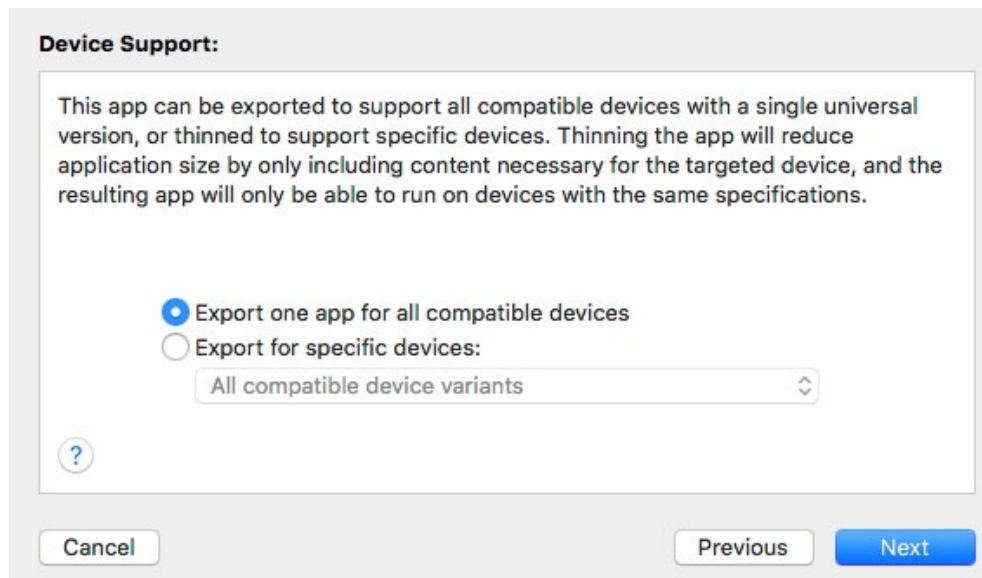 Device Support:
This app can be exported to support all compatible devices with a single universal
version, or thinned to support specific devices. Thinning the app will reduce
application size by only including content necessary for the targeted device, and the
resulting app will only be able to run on devices with the same specifications.
Export one app for all compatible devices
Export for specific devices:
All compatible device variants
?
Cancel
Previous
Next